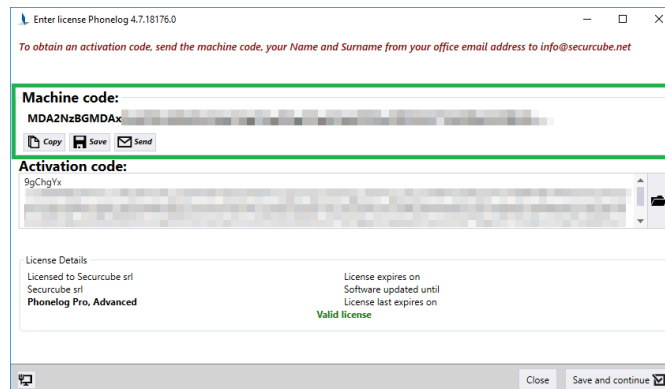 Enter license Phonelog 4.7.18176.0
To obtain an activation code, send the machine code, your Name and Surname from your office email address to info@securcube.net
Machine code:
MDA2NzBGMDAx
Copy Save Send
Activation code:
9gChgYx
License Details
Licensed to Securcube srl License expires on
Securcube srl Software updated until
Phonelog Pro, Advanced License last expires on
Valid license
Close Save and continue